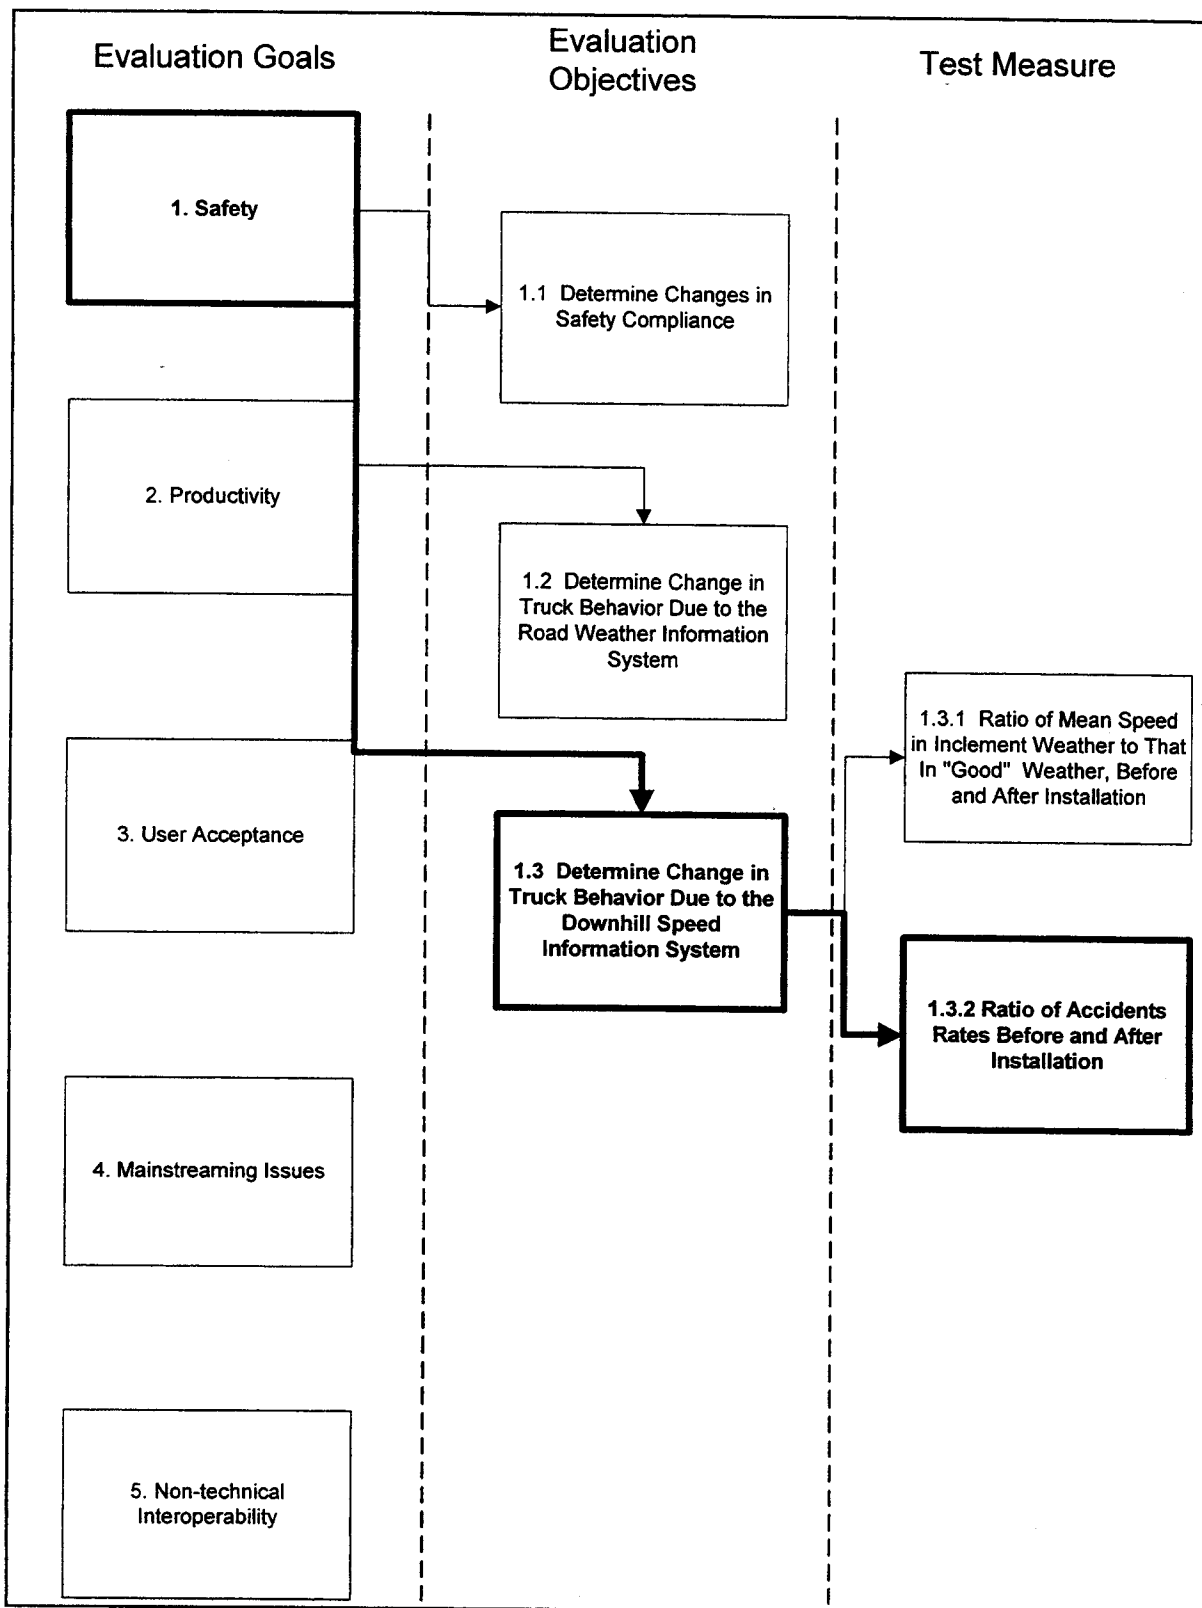 Evaluation Goals
Evaluation
Objectives
Test Measure
1. Safety
1.1 Determine Changes in
Safety Compliance
2. Productivity
1.2 Determine Change in
Truck Behavior Due to the
Road Weather Information
System
1.3.1 Ratio of Mean Speed
in Inclement Weather to That
In "Good" Weather, Before
and After Installation
3. User Acceptance
1.3 Determine Change in
Truck Behavior Due to the
Downhill Speed
Information System
1.3.2 Ratio of Accidents
Rates Before and After
Installation
4. Mainstreaming Issues
5. Non-technical
Interoperability